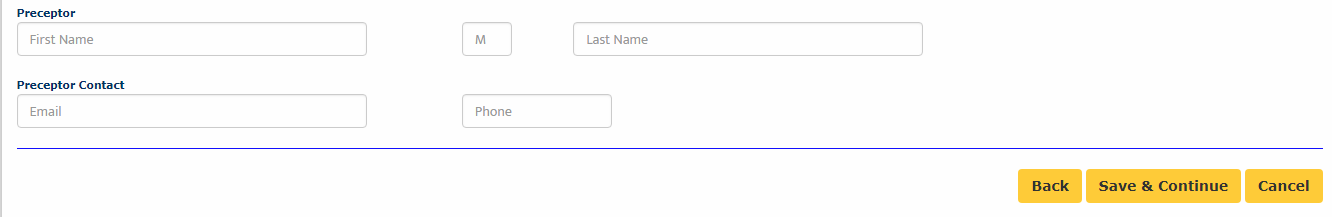 Preceptor
First Name M Last Name
Preceptor Contact
Email Phone
Back Save & Continue Cancel